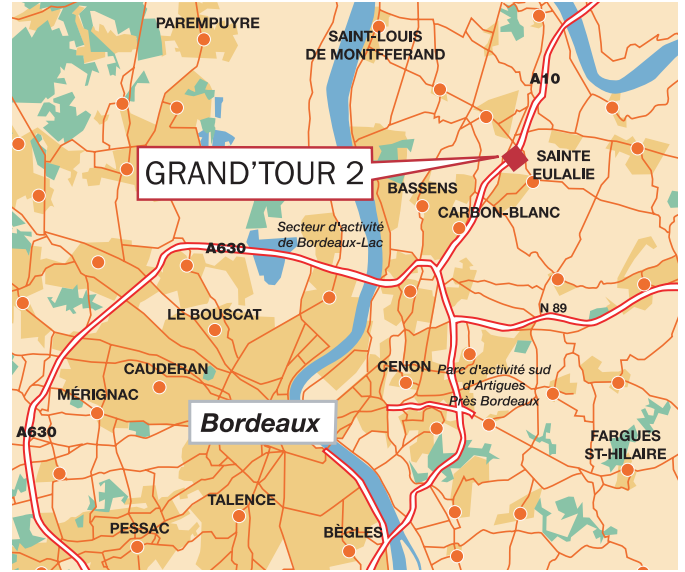 PAREMPUYRE
SAINT-LOUIS
DE MONTFFERAND
A10
GRAND'TOUR 2
SAINTE
EULALIE
BASSENS
CARBON-BLANC
Secteur d'activité
de Bordeaux-Lac
A630
N 89
LE BOUSCAT
CAUDERAN
CENON
Parc d'activité sud
d'Artigues
Près Bordeaux
MÉRIGNAC
Bordeaux
A630
FARGUES
ST-HILAIRE
TALENCE
PESSAC
BÈGLES